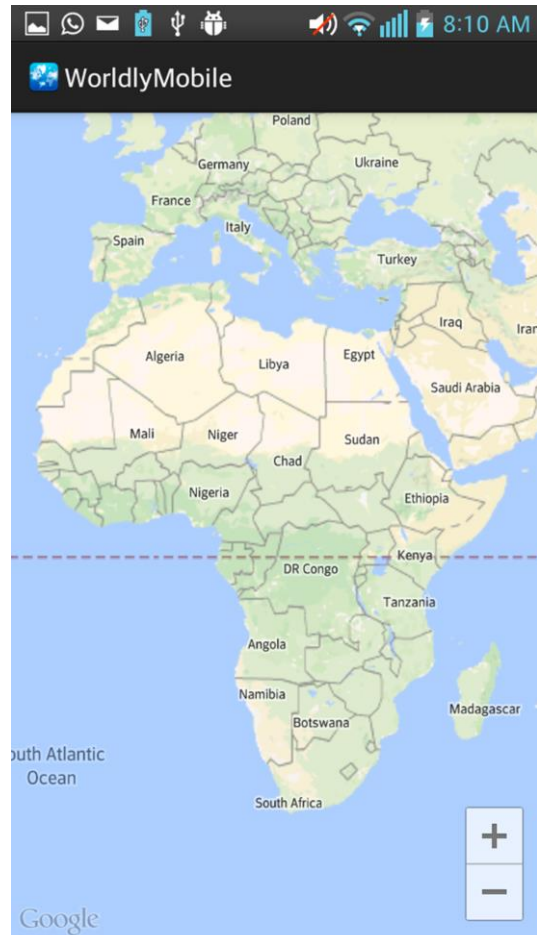 8:10 AM
WorldlyMobile
Poland
Germany
Ukraine
France
Italy
Spain
Turkey
Iraq
Iran
Algeria
Libya
Egypt
Saudi Arabia
Mali
Niger
Sudan
Chad
Nigeria
Ethiopia
Kenya
DR Congo
Tanzania
Angola
Namibia
Madagascar
Botswana
outh Atlantic
Ocean
South Africa
+
−
Google